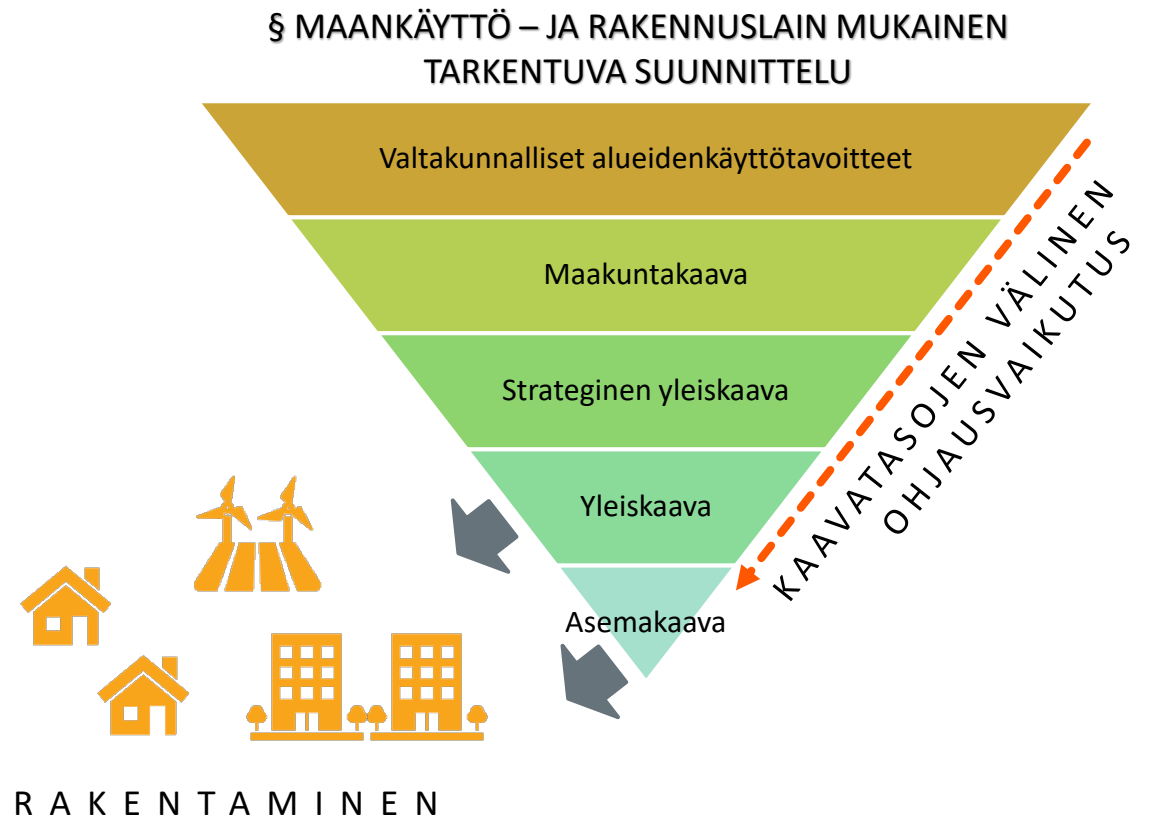 § MAANKÄYTTÖ – JA RAKENNUSLAIN MUKAINEN
TARKENTUVA SUUNNITTELU
Valtakunnalliset alueidenkäyttötavoitteet
Maakuntakaava
Strateginen yleiskaava
Yleiskaava
Asemakaava
KAAVATASOJEN VÄLINEN
OHJAUSVAIKUTUS
RAKENTAMINEN